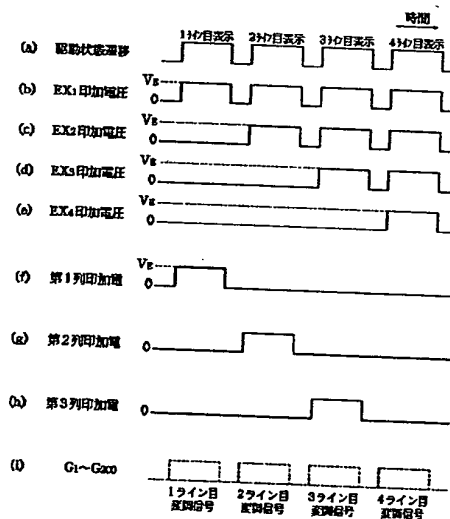 時間
1ライン目表示 2ライン目表示 3ライン目表示 4ライン目表示
(a) 駆動状態遷移
(b) EX1印加電圧 VE 0
(c) EX2印加電圧 VE 0
(d) EX3印加電圧 VE 0
(e) EX4印加電圧 VE 0
(f) 第1列印加電 VE 0
(g) 第2列印加電 0
(h) 第3列印加電 0
(i) G1~G200
1ライン目 2ライン目 3ライン目 4ライン目
変調信号 変調信号 変調信号 変調信号